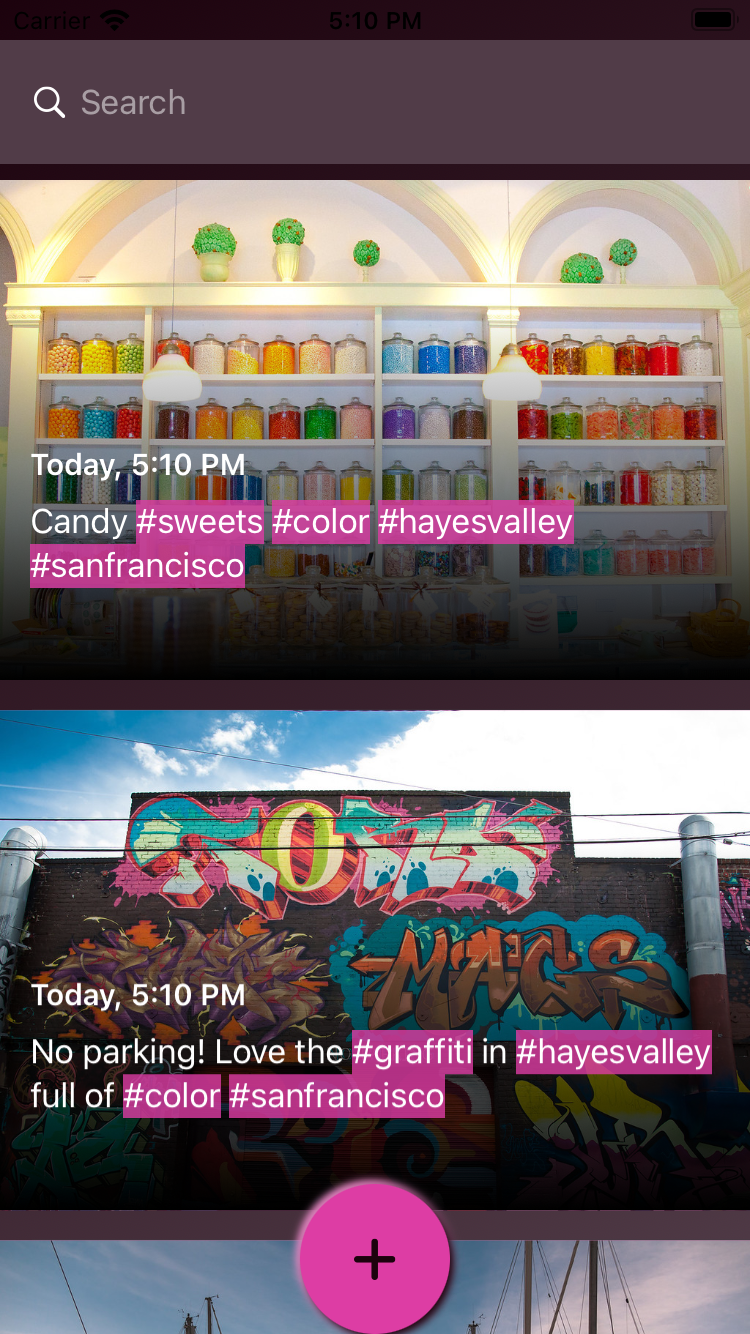 Carrier 5:10 PM
Search
Today, 5:10 PM
Candy #sweets #color #hayesvalley
#sanfrancisco
MAGS
Today, 5:10 PM
No parking! Love the #graffiti in #hayesvalley
full of #color #sanfrancisco
+